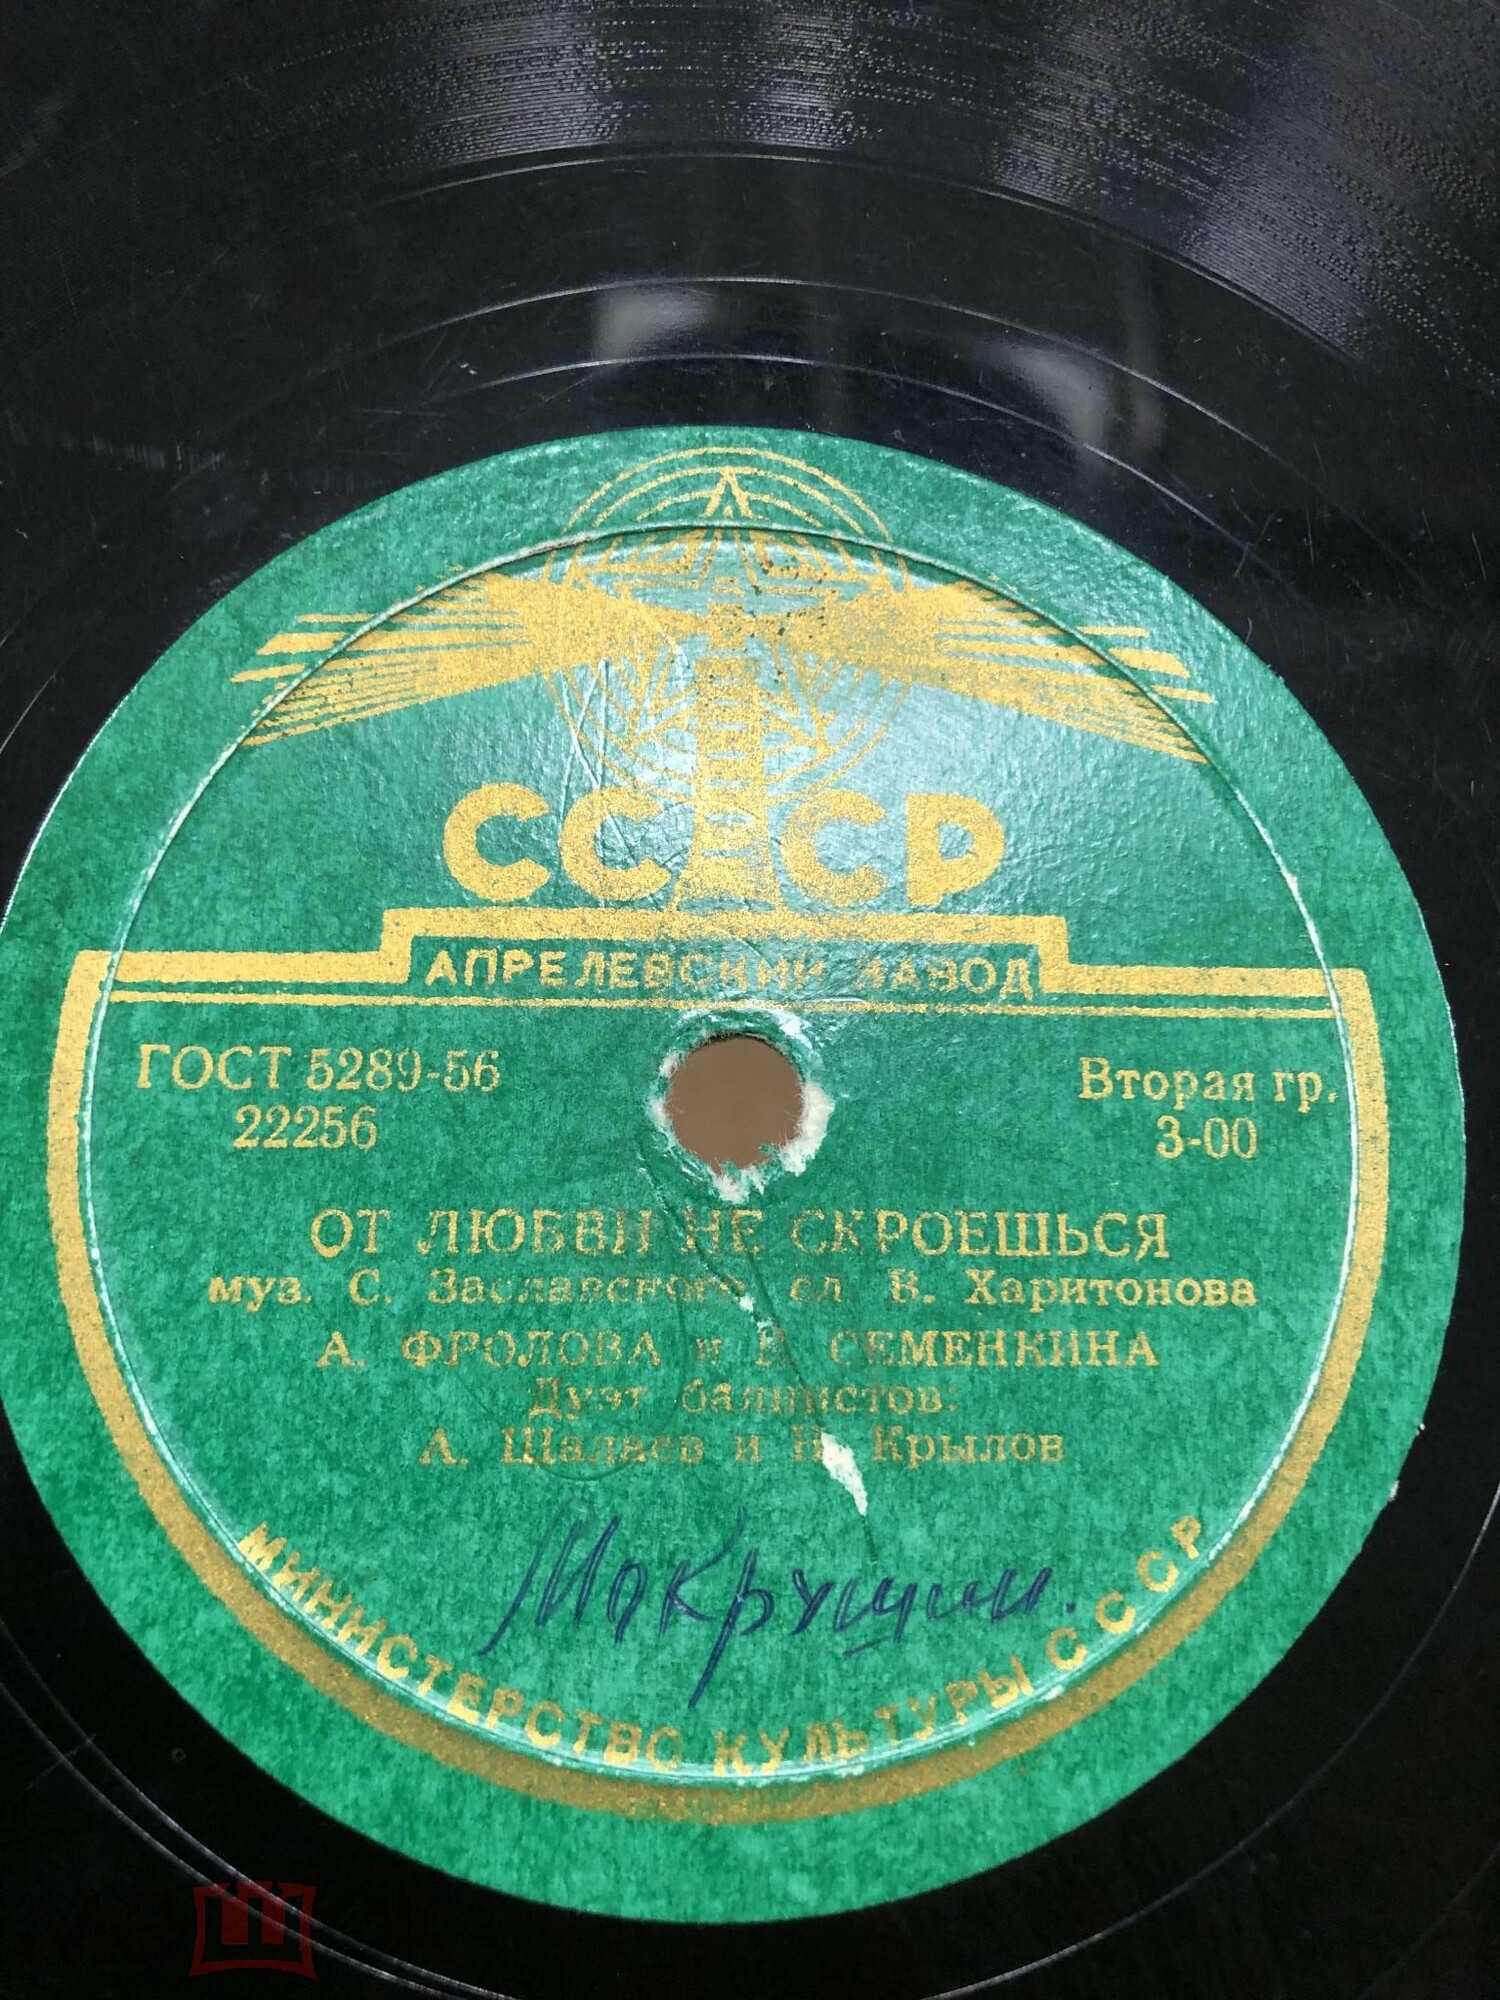 СССР
АПРЕЛЕВСКИЙ ЗАВОД
ГОСТ 5289-56
22256
Вторая гр.
3-00
ОТ ЛЮБВИ НЕ СКРОЕШЬСЯ
муз. С. Заславского сл. В. Харитонова
А. ФРОЛОВА и В. СЕМЕНКИНА
Дуэт баянистов:
А. Шалаев и Н. Крылов
Мокрушин.
МИНИСТЕРСТВО КУЛЬТУРЫ СССР